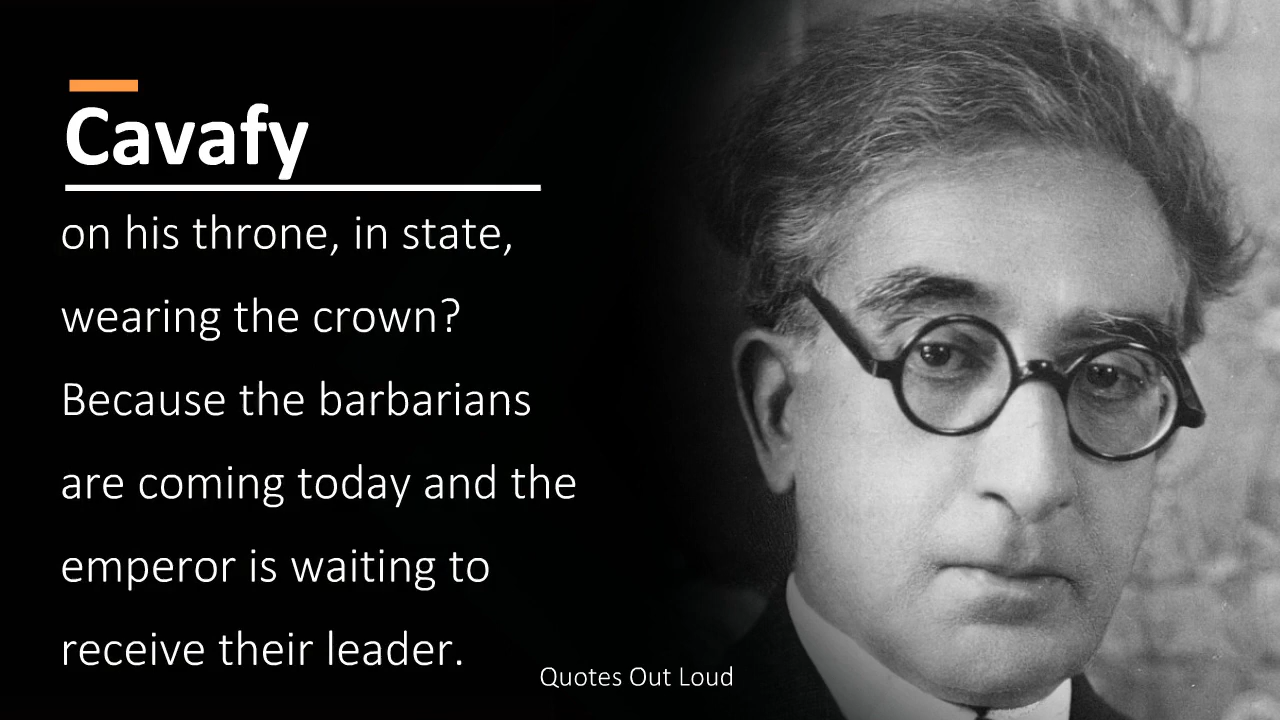 Cavafy
on his throne, in state,
wearing the crown?
Because the barbarians
are coming today and the
emperor is waiting to
receive their leader.
Quotes Out Loud